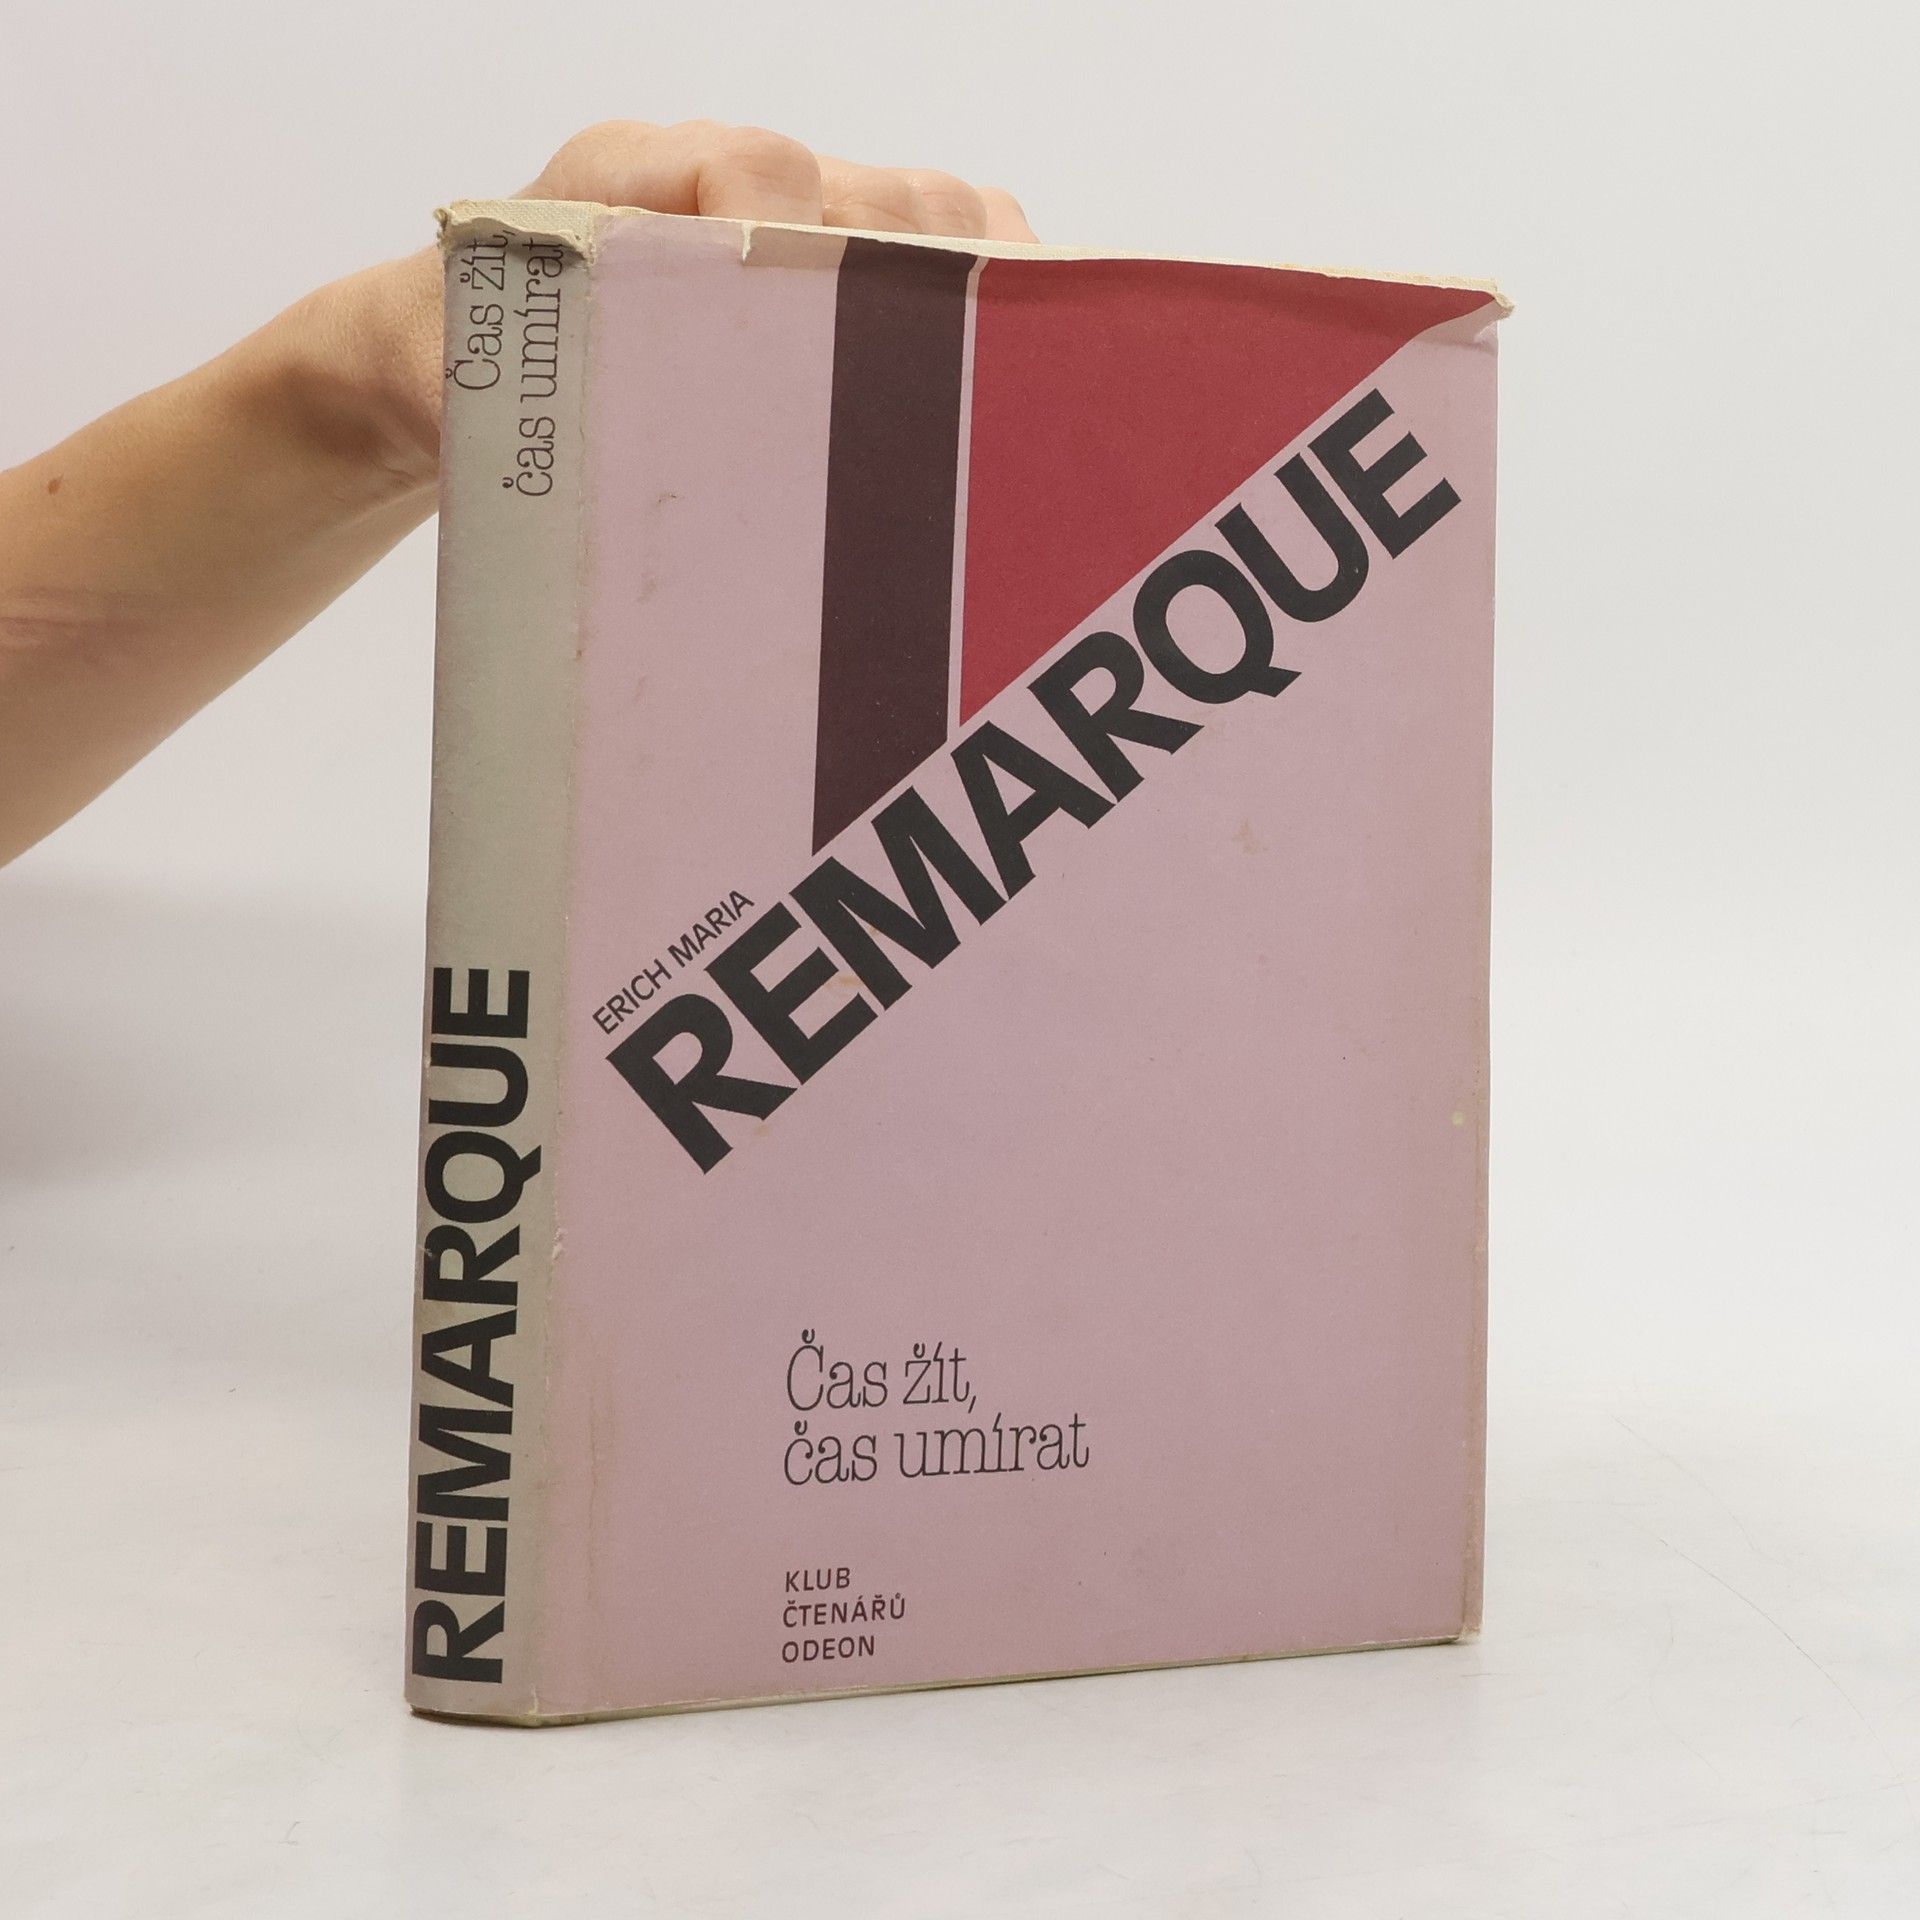 Čas žít,
čas umírat
REMARQUE
ERICH MARIA
REMARQUE
Čas žít,
čas umírat
KLUB
ČTENÁŘŮ
ODEON